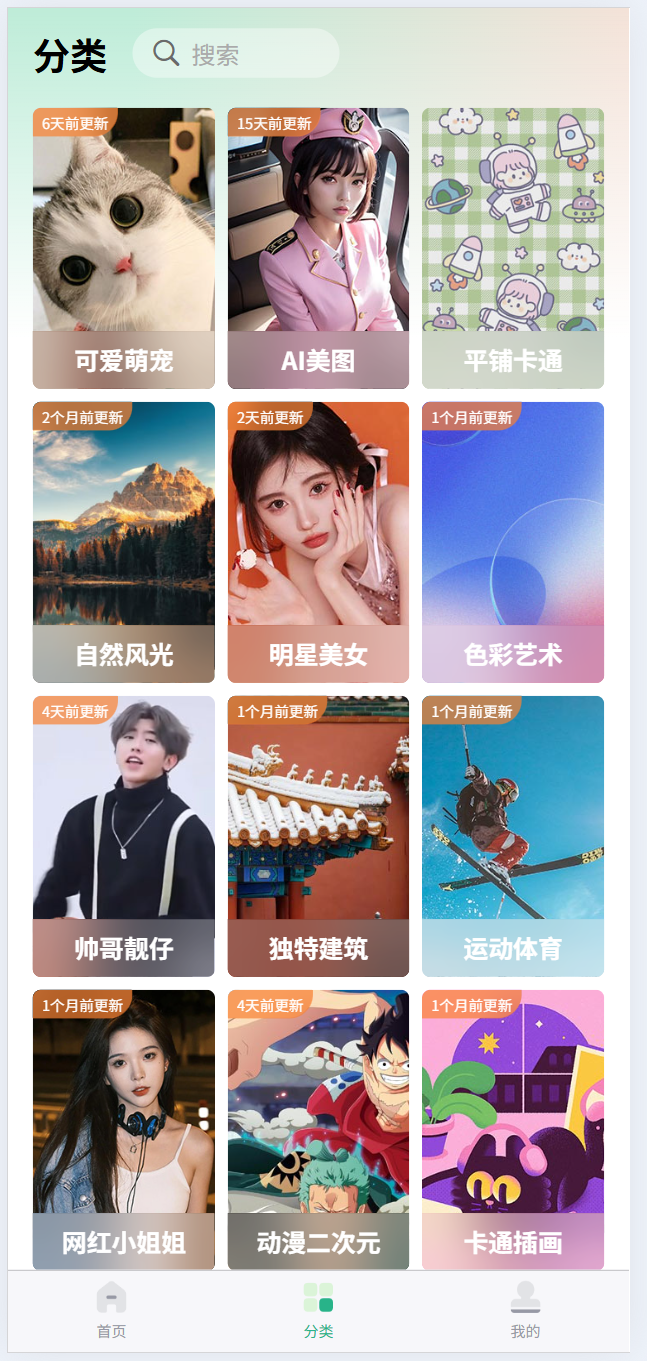 分类
搜索
6天前更新
15天前更新
可爱萌宠
AI美图
平铺卡通
2个月前更新
2天前更新
1个月前更新
自然风光
明星美女
色彩艺术
4天前更新
1个月前更新
1个月前更新
帅哥靓仔
独特建筑
运动体育
1个月前更新
4天前更新
1个月前更新
网红小姐姐
动漫二次元
卡通插画
首页
分类
我的